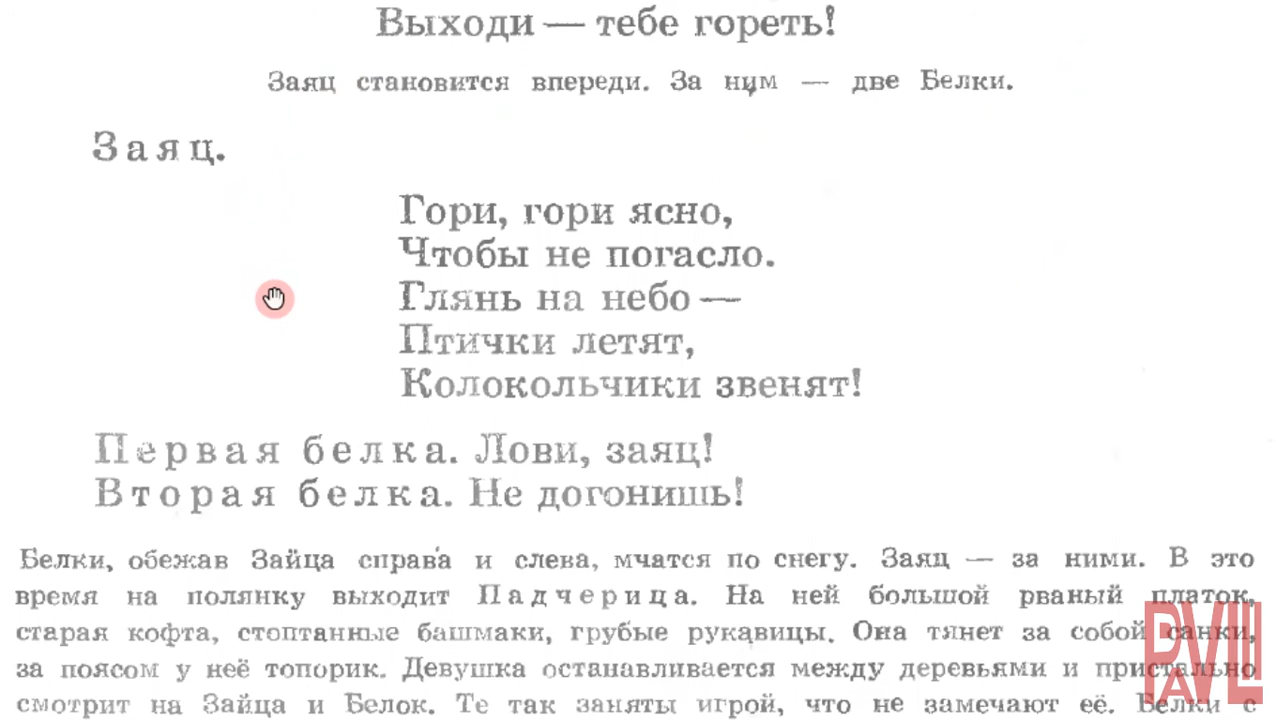 Выходи — тебе гореть!
Заяц становится впереди. За ним — две Белки.
Заяц.
Гори, гори ясно,
Чтобы не погасло.
Глянь на небо —
Птички летят,
Колокольчики звенят!
Первая белка. Лови, заяц!
Вторая белка. Не догонишь!
Белки, обежав Зайца справа и слева, мчатся по снегу. Заяц — за ними. В это
время на полянку выходит Падчерица. На ней большой рваный платок,
старая кофта, стоптанные башмаки, грубые рукавицы. Она тянет за собой санки,
за поясом у неё топорик. Девушка останавливается между деревьями и пристально
смотрит на Зайца и Белок. Те так заняты игрой, что не замечают её. Белки с